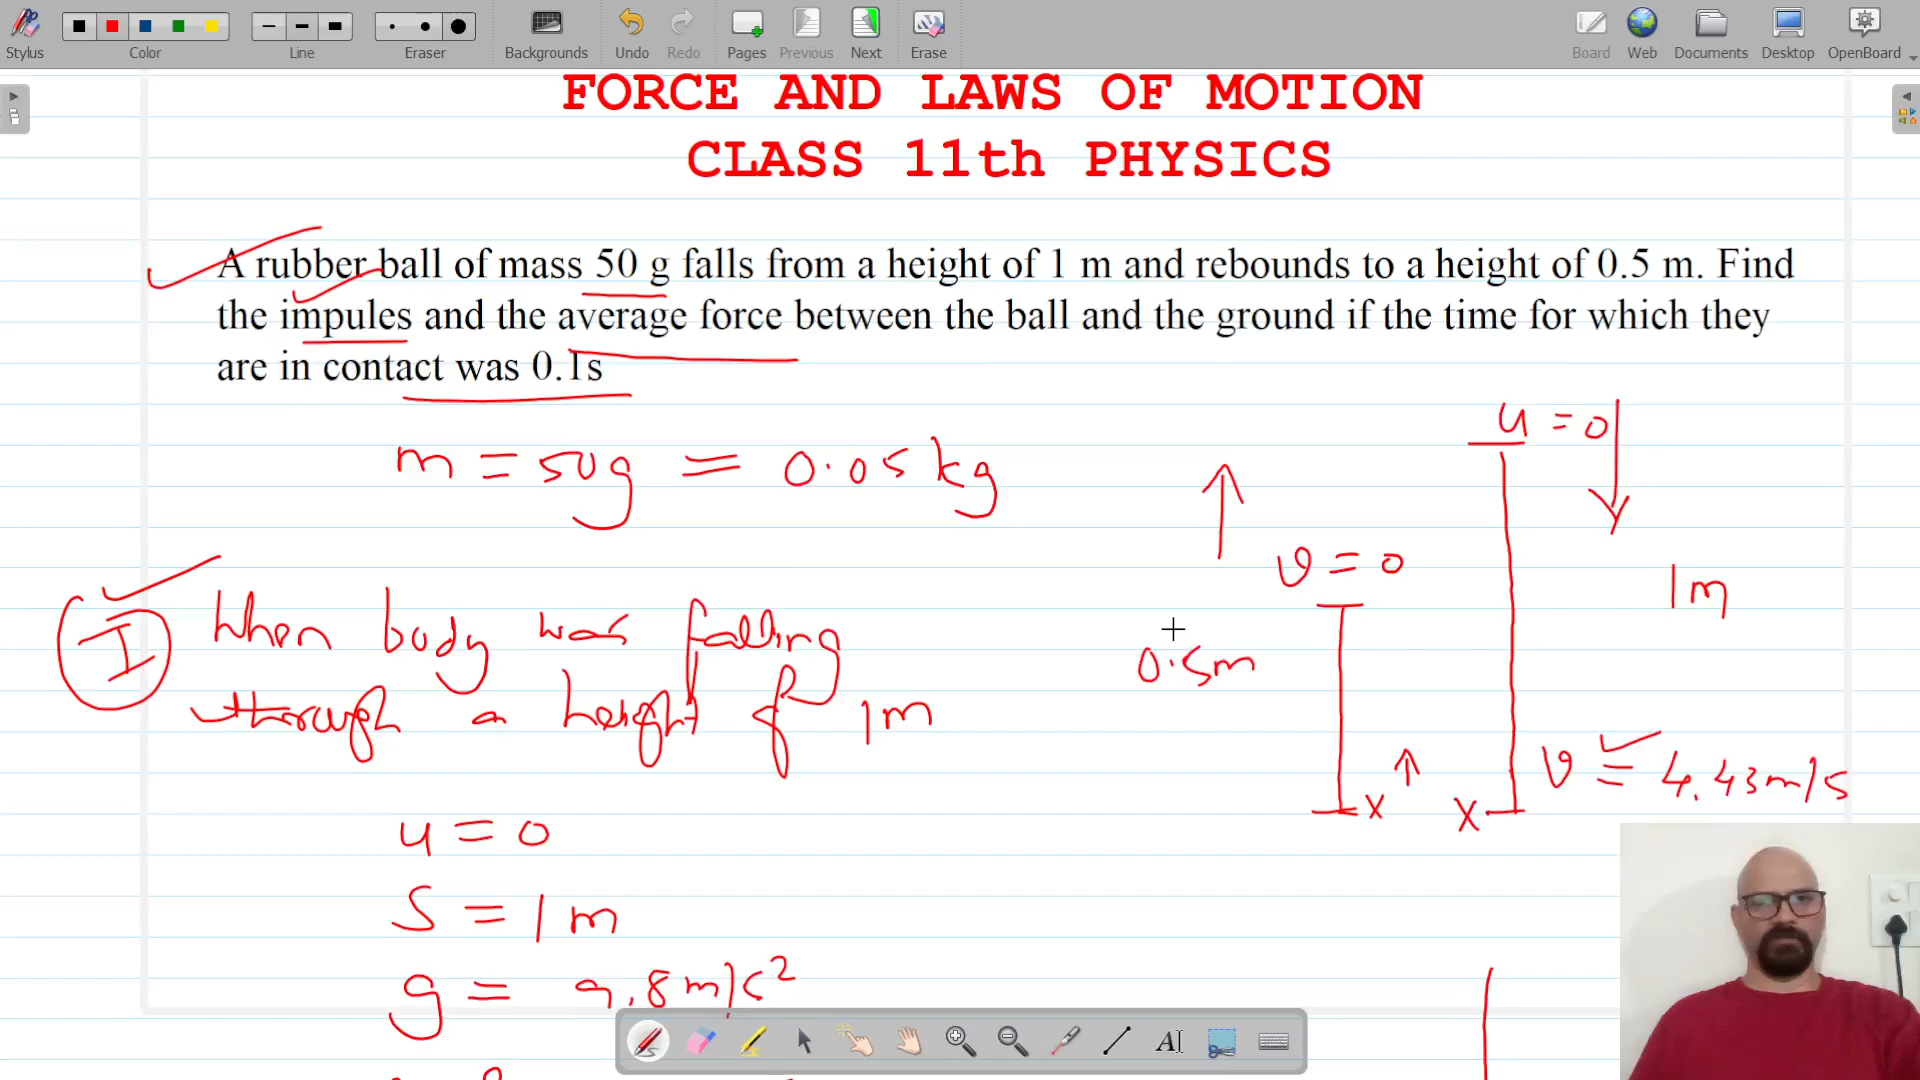 Stylus Color Line Eraser Backgrounds Undo Redo Pages Previous Next Erase Board Web Documents Desktop OpenBoard
FORCE AND LAWS OF MOTION
CLASS 11th PHYSICS
A rubber ball of mass 50 g falls from a height of 1 m and rebounds to a height of 0.5 m. Find
the impules and the average force between the ball and the ground if the time for which they
are in contact was 0.1s
u = 0
m = 50g = 0.05 kg
v = 0
1m
I When body was falling
0.5m
through a height of 1m
v = 4.43 m/s
x x
u = 0
S = 1 m
g = 9.8 m/s²